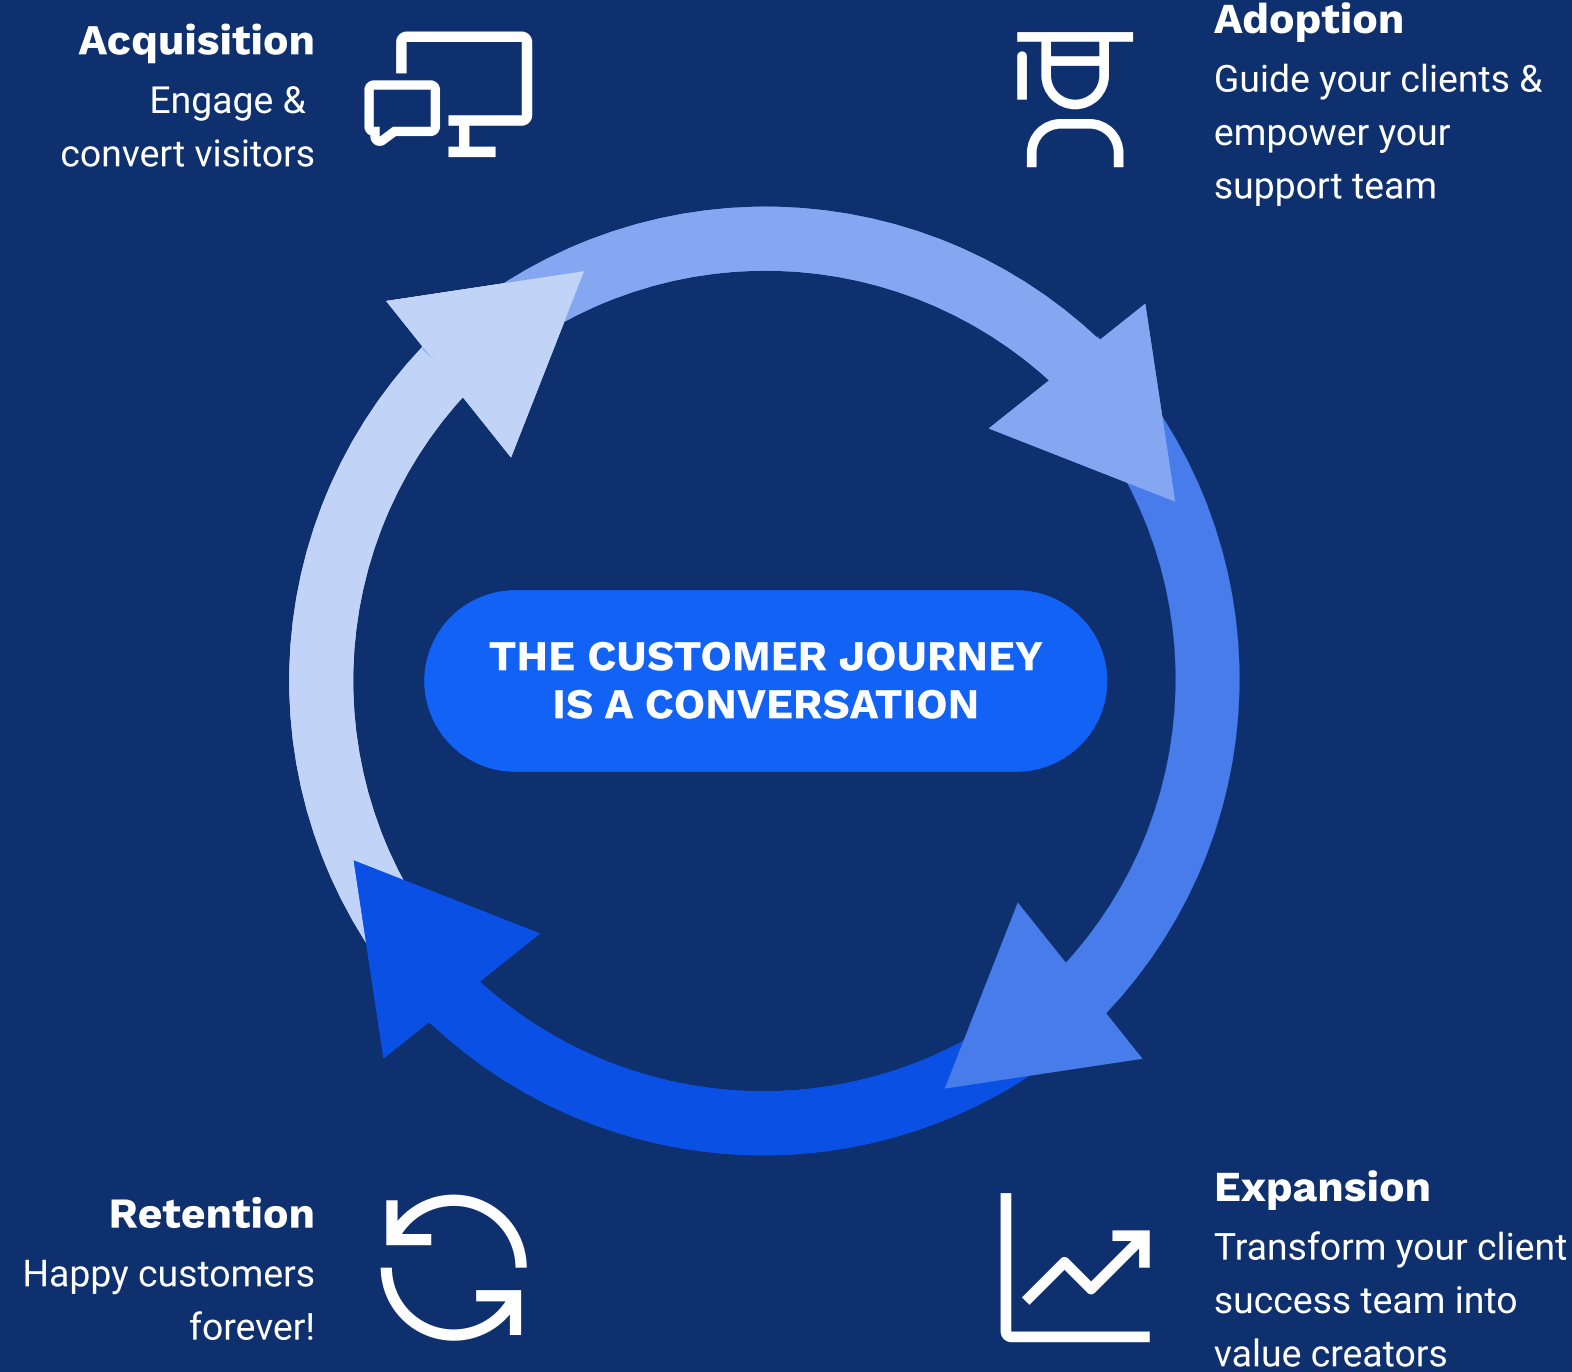 Acquisition
Engage &
convert visitors
Adoption
Guide your clients &
empower your
support team
THE CUSTOMER JOURNEY
IS A CONVERSATION
Retention
Happy customers
forever!
Expansion
Transform your client
success team into
value creators